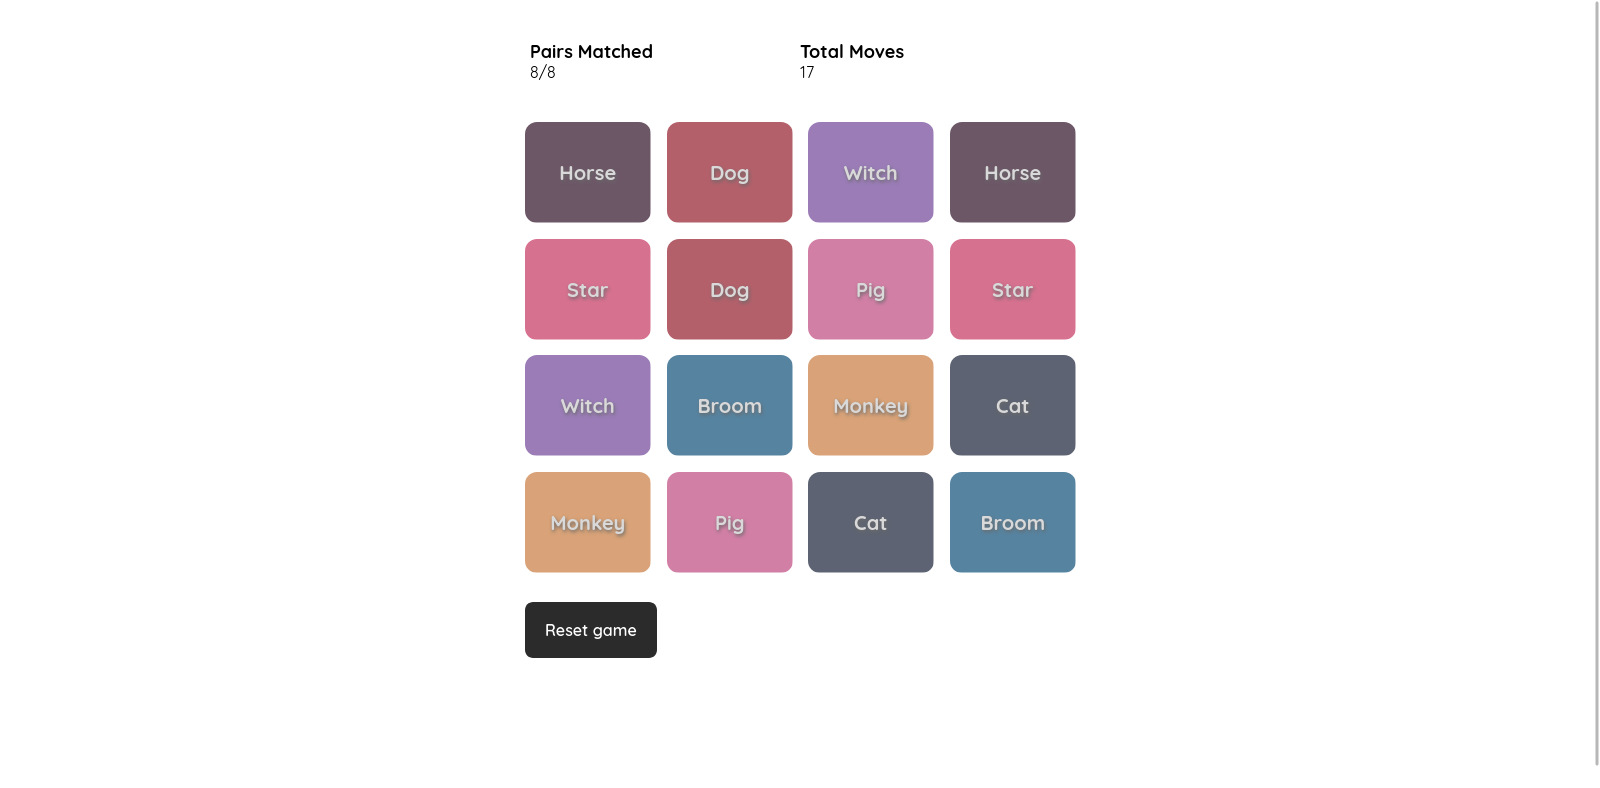 Pairs Matched
8/8
Total Moves
17
Horse
Dog
Witch
Horse
Star
Dog
Pig
Star
Witch
Broom
Monkey
Cat
Monkey
Pig
Cat
Broom
Reset game